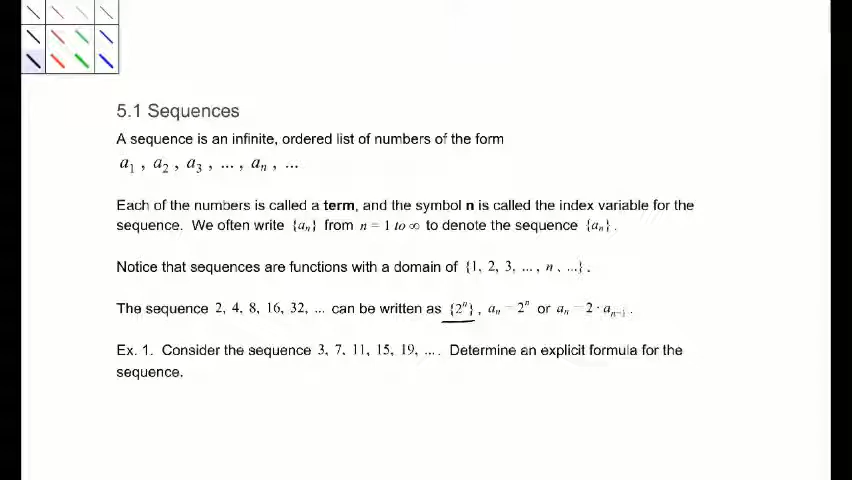 5.1 Sequences
A sequence is an infinite, ordered list of numbers of the form
a₁ , a₂ , a₃ , ... , aₙ , ...
Each of the numbers is called a term, and the symbol n is called the index variable for the
sequence. We often write {aₙ} from n = 1 to ∞ to denote the sequence {aₙ} .
Notice that sequences are functions with a domain of {1, 2, 3, ... , n , ...} .
The sequence 2, 4, 8, 16, 32, ... can be written as {2ⁿ} , aₙ = 2ⁿ or aₙ = 2 · aₙ₋₁ .
Ex. 1. Consider the sequence 3, 7, 11, 15, 19, ... . Determine an explicit formula for the
sequence.